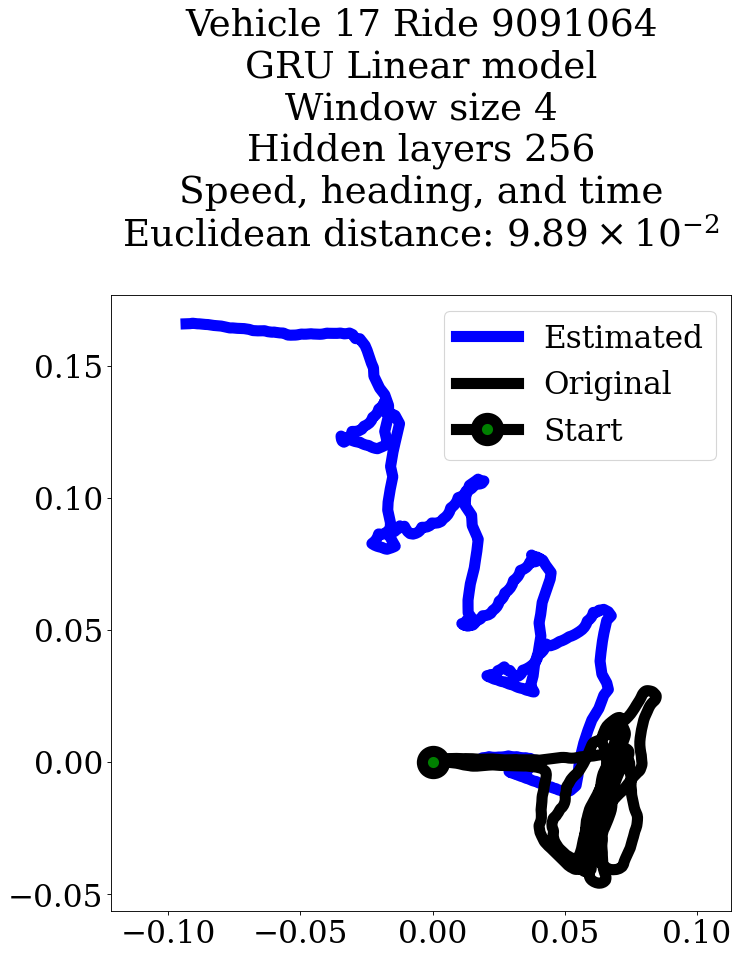 Vehicle 17 Ride 9091064
GRU Linear model
Window size 4
Hidden layers 256
Speed, heading, and time
Euclidean distance: 9.89 × 10⁻²
Estimated
Original
Start
0.15
0.10
0.05
0.00
−0.05
−0.10 −0.05 0.00 0.05 0.10